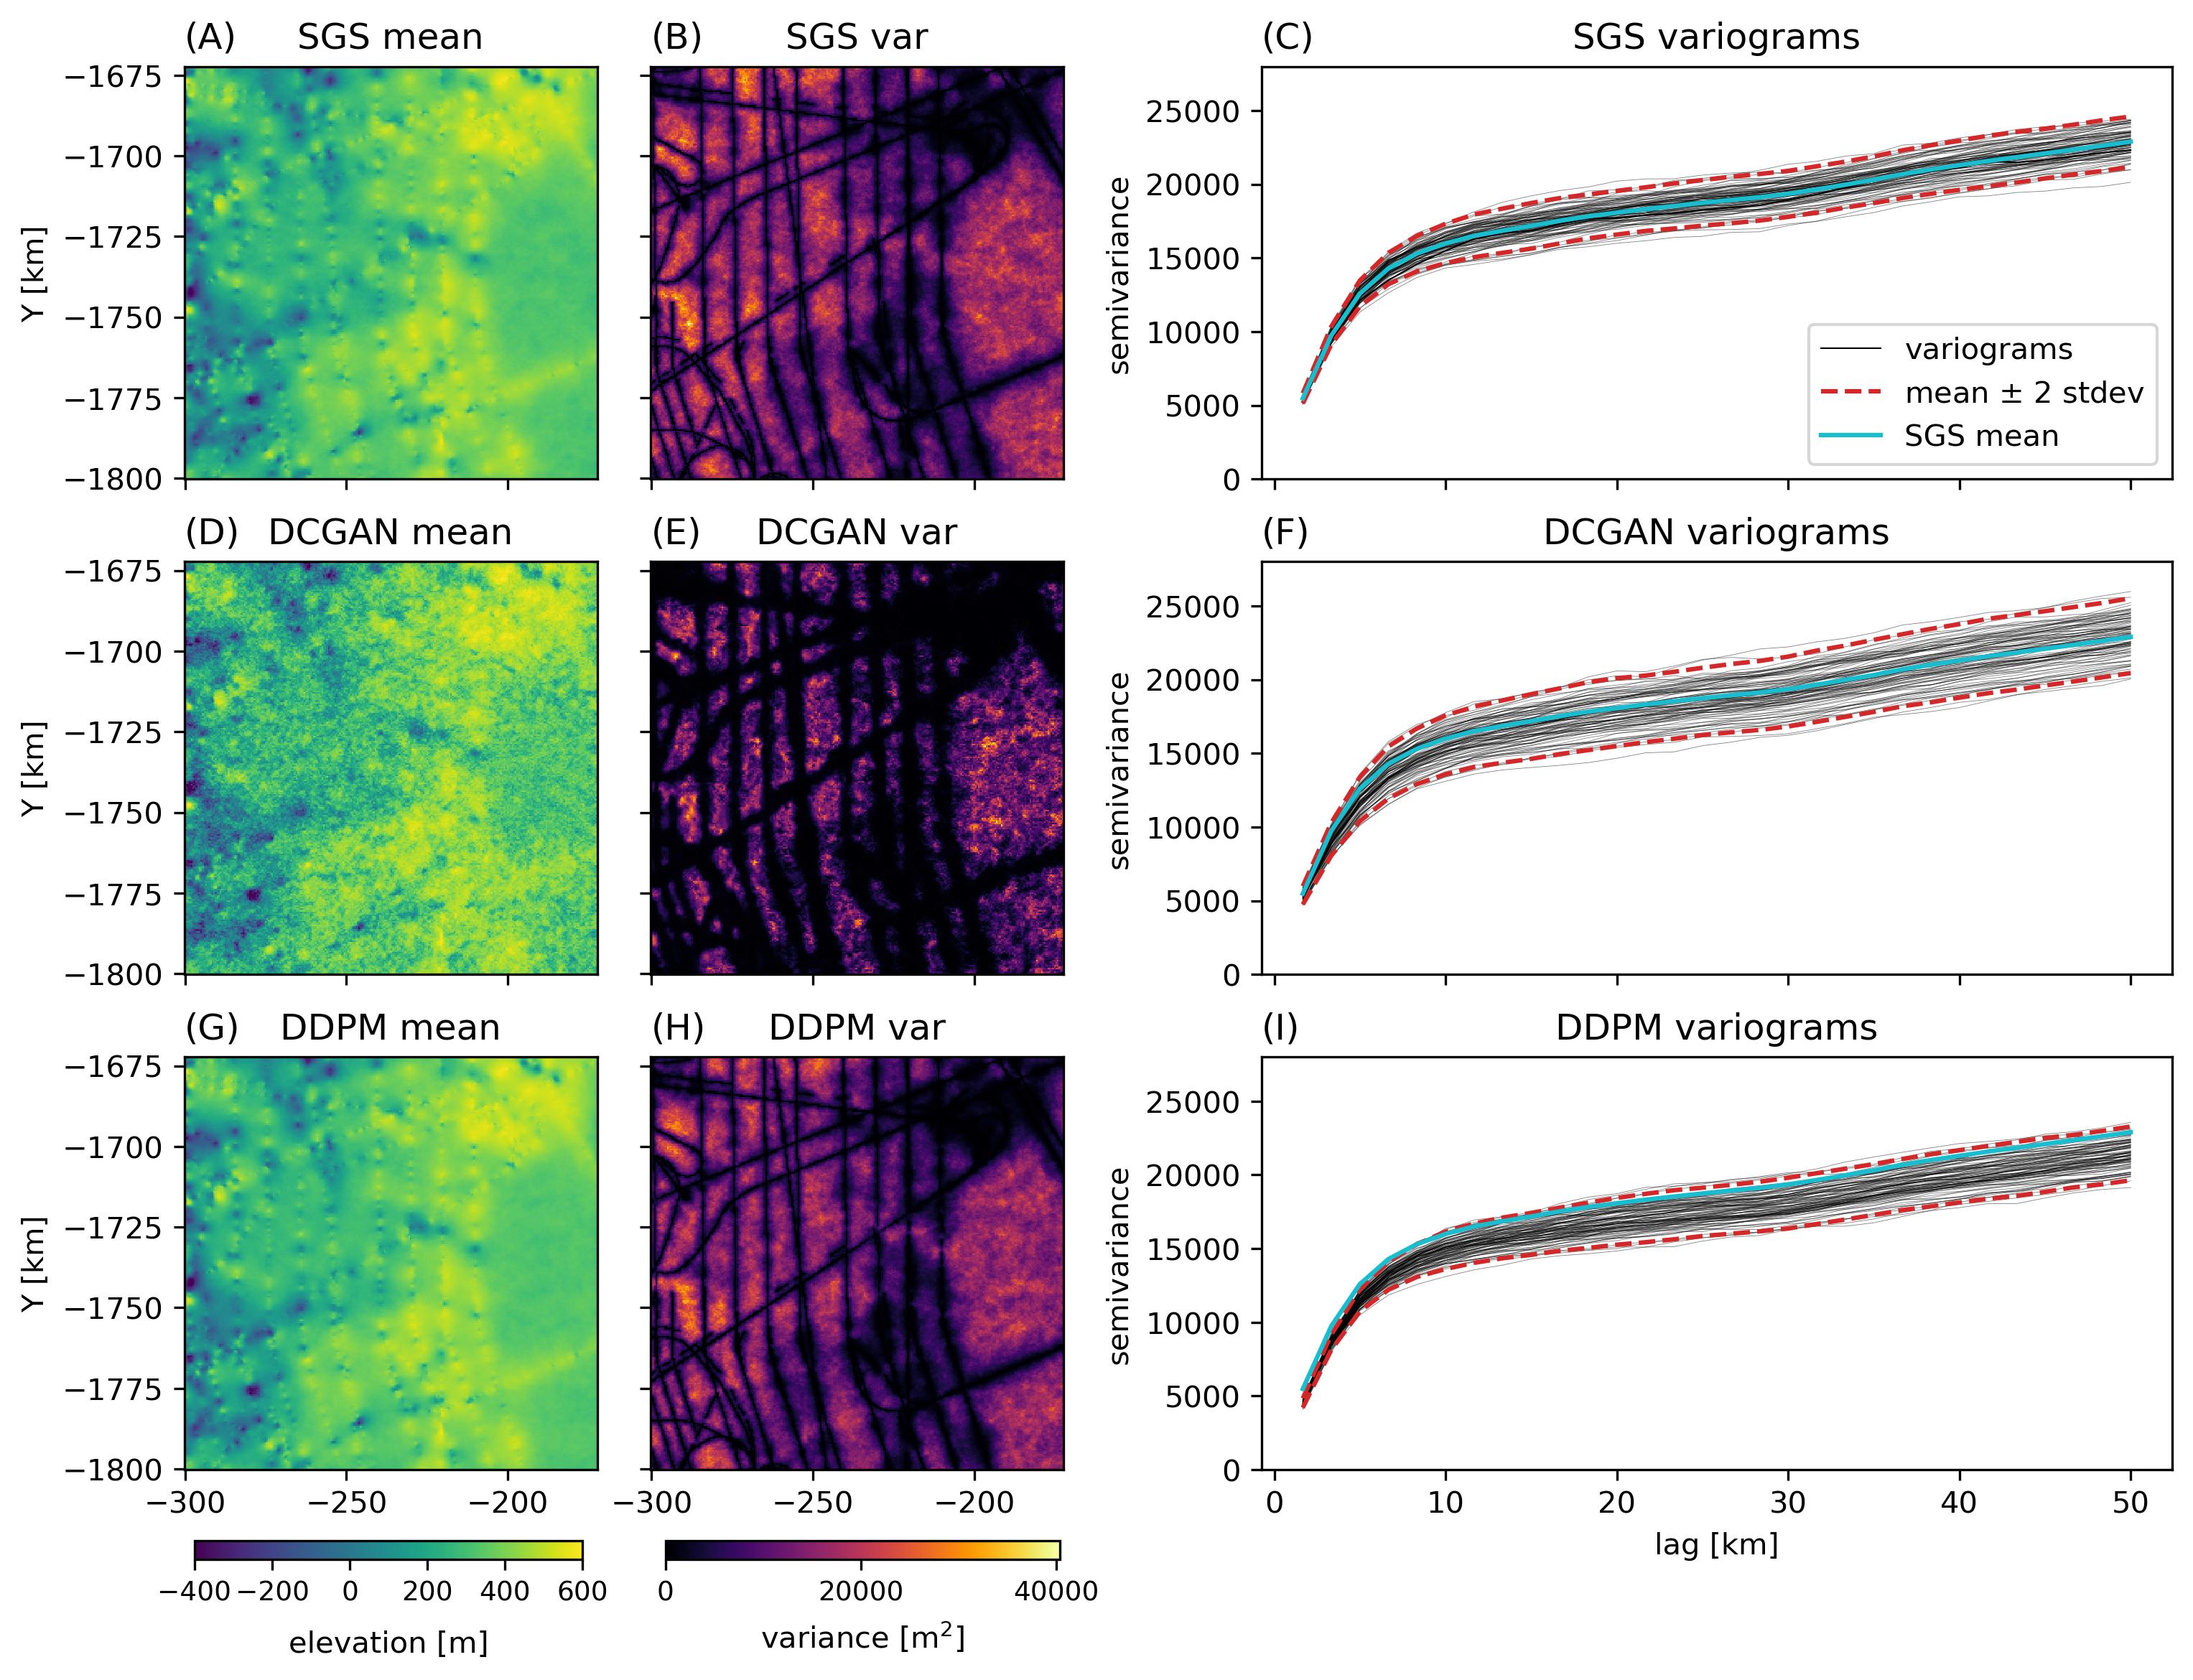 (A) SGS mean
(B) SGS var
(C) SGS variograms
−1675
−1700
−1725
−1750
−1775
−1800
Y [km]
25000
20000
15000
10000
5000
0
semivariance
variograms
mean ± 2 stdev
SGS mean
(D) DCGAN mean
(E) DCGAN var
(F) DCGAN variograms
−1675
−1700
−1725
−1750
−1775
−1800
Y [km]
25000
20000
15000
10000
5000
0
semivariance
(G) DDPM mean
(H) DDPM var
(I) DDPM variograms
−1675
−1700
−1725
−1750
−1775
−1800
Y [km]
−300 −250 −200
−300 −250 −200
25000
20000
15000
10000
5000
0
semivariance
0 10 20 30 40 50
lag [km]
−400 −200 0 200 400 600
elevation [m]
0 20000 40000
variance [m²]